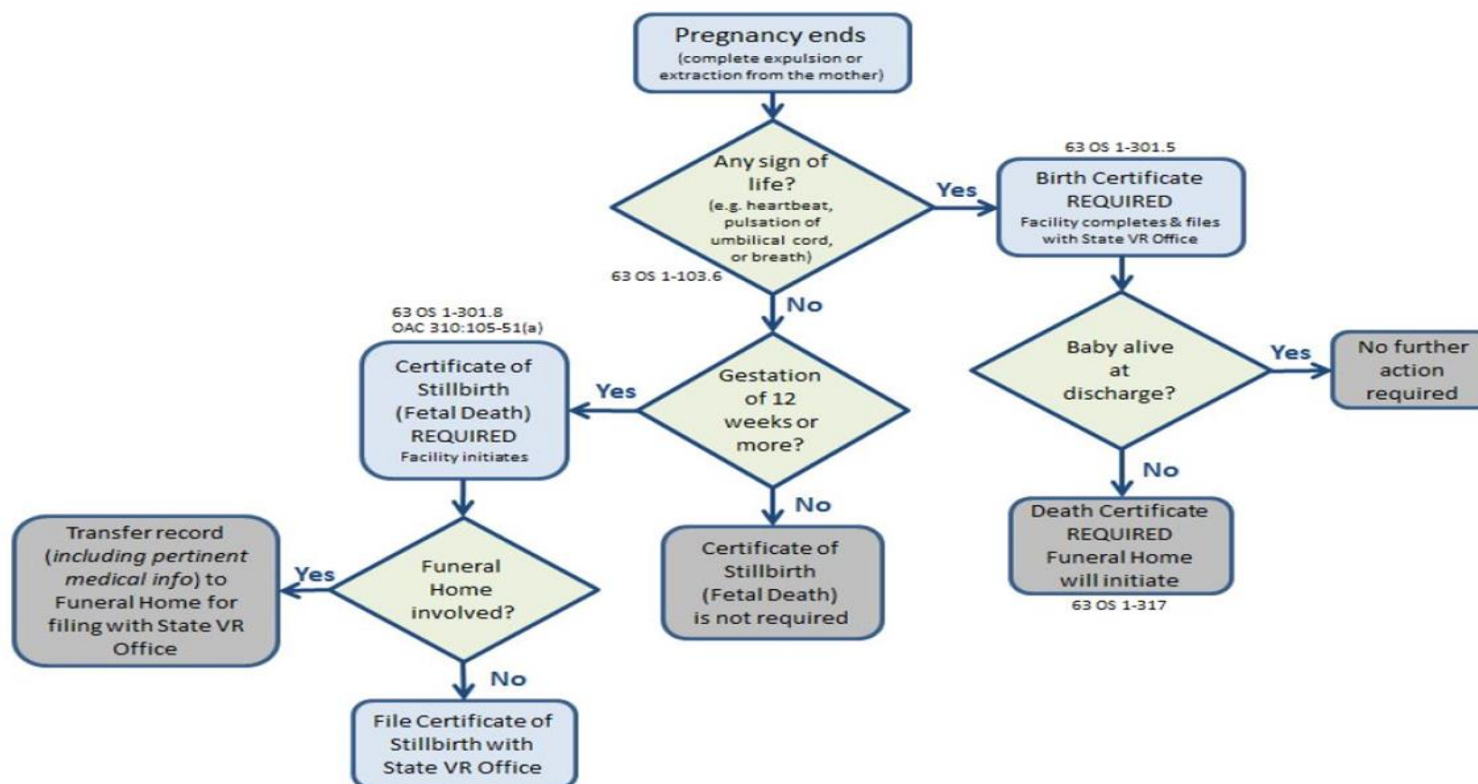 Pregnancy ends
(complete expulsion or
extraction from the mother)
Any sign of
life?
(e.g. heartbeat,
pulsation of
umbilical cord,
or breath)
63 OS 1-103.6
Yes
63 OS 1-301.5
Birth Certificate
REQUIRED
Facility completes & files
with State VR Office
No
Baby alive
at
discharge?
Yes
No further
action
required
No
Death Certificate
REQUIRED
Funeral Home
will initiate
63 OS 1-317
Gestation
of 12
weeks or
more?
Yes
63 OS 1-301.8
OAC 310:105-51(a)
Certificate of
Stillbirth
(Fetal Death)
REQUIRED
Facility initiates
No
Certificate of
Stillbirth
(Fetal Death)
is not required
Funeral
Home
involved?
Yes
Transfer record
(including pertinent
medical info) to
Funeral Home for
filing with State VR
Office
No
File Certificate of
Stillbirth with
State VR Office